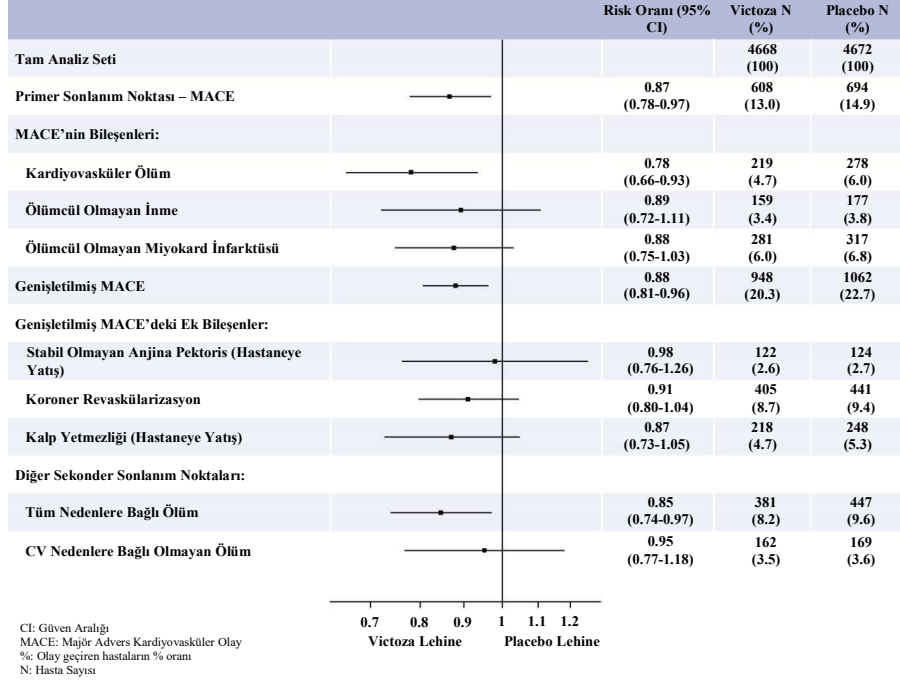 Risk Oranı (95% CI) Victoza N (%) Placebo N (%)
Tam Analiz Seti 4668 (100) 4672 (100)
Primer Sonlanım Noktası – MACE 0.87 (0.78-0.97) 608 (13.0) 694 (14.9)
MACE’nin Bileşenleri:
Kardiyovasküler Ölüm 0.78 (0.66-0.93) 219 (4.7) 278 (6.0)
Ölümcül Olmayan İnme 0.89 (0.72-1.11) 159 (3.4) 177 (3.8)
Ölümcül Olmayan Miyokard İnfarktüsü 0.88 (0.75-1.03) 281 (6.0) 317 (6.8)
Genişletilmiş MACE 0.88 (0.81-0.96) 948 (20.3) 1062 (22.7)
Genişletilmiş MACE’deki Ek Bileşenler:
Stabil Olmayan Anjina Pektoris (Hastaneye Yatış) 0.98 (0.76-1.26) 122 (2.6) 124 (2.7)
Koroner Revaskülarizasyon 0.91 (0.80-1.04) 405 (8.7) 441 (9.4)
Kalp Yetmezliği (Hastaneye Yatış) 0.87 (0.73-1.05) 218 (4.7) 248 (5.3)
Diğer Sekonder Sonlanım Noktaları:
Tüm Nedenlere Bağlı Ölüm 0.85 (0.74-0.97) 381 (8.2) 447 (9.6)
CV Nedenlere Bağlı Olmayan Ölüm 0.95 (0.77-1.18) 162 (3.5) 169 (3.6)
0.7 0.8 0.9 1 1.1 1.2
Victoza Lehine Placebo Lehine
CI: Güven Aralığı
MACE: Majör Advers Kardiyovasküler Olay
%: Olay geçiren hastaların % oranı
N: Hasta Sayısı